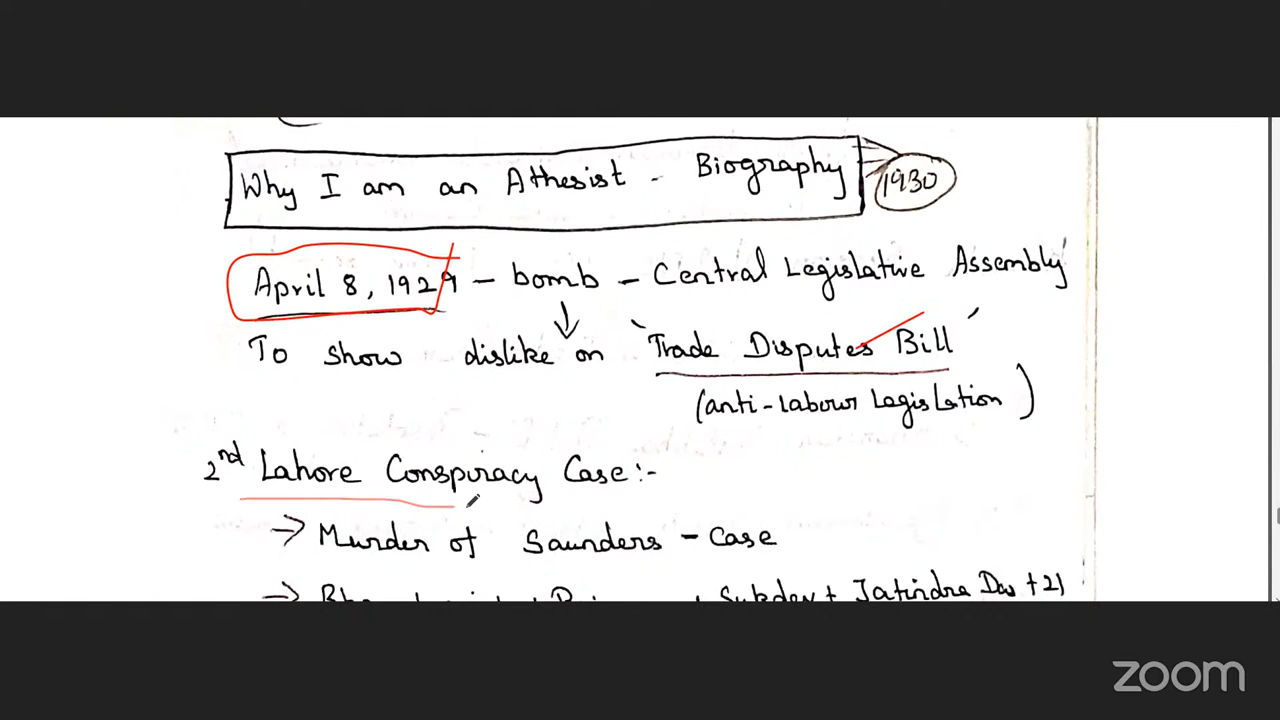 Why I am an Athesist - Biography 1930
April 8, 1929 - bomb - Central Legislative Assembly
To show dislike on 'Trade Disputes Bill'
(anti-labour legislation)
2nd Lahore Conspiracy Case:-
→ Murder of Saunders - case
→ + Sukdev + Jatindra Das + 21
zoom